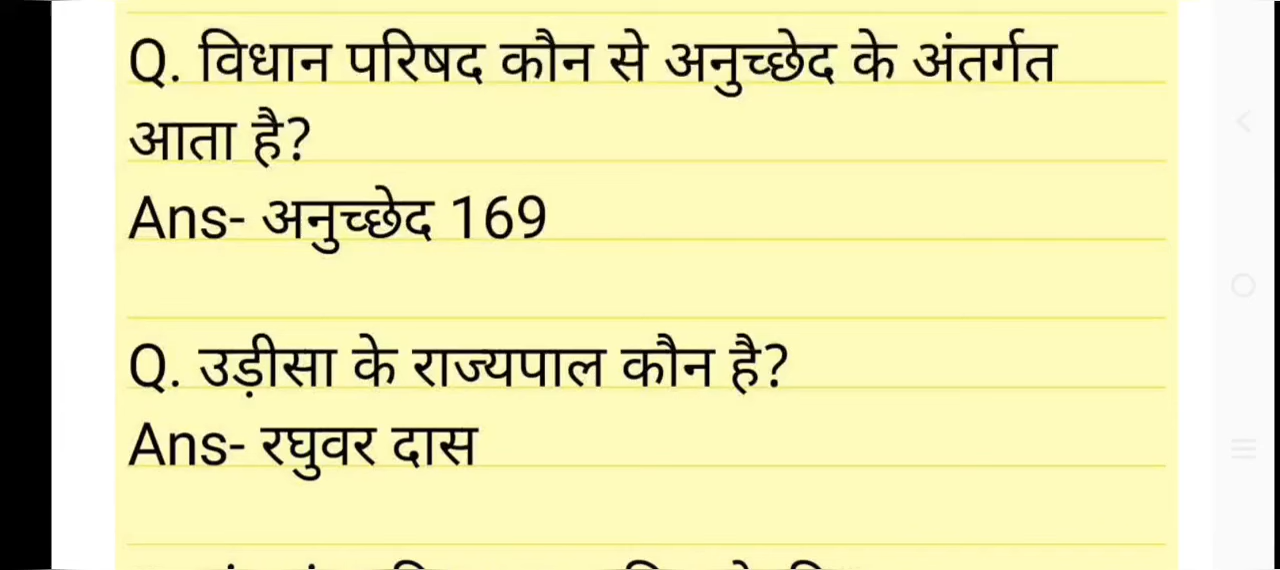 Q. विधान परिषद कौन से अनुच्छेद के अंतर्गत
आता है?
Ans- अनुच्छेद 169
Q. उड़ीसा के राज्यपाल कौन है?
Ans- रघुवर दास